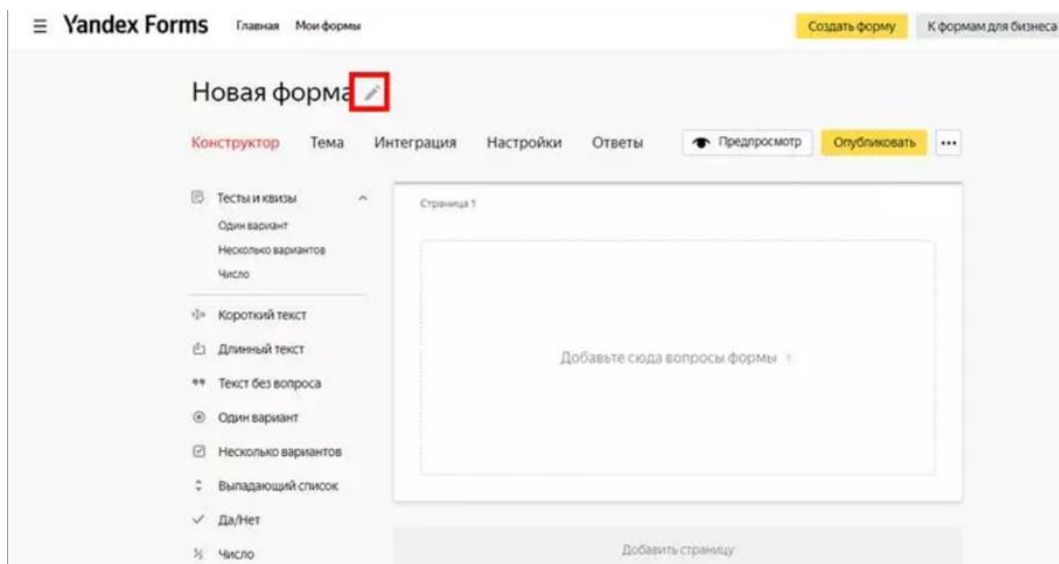 Yandex Forms Главная Мои формы Создать форму К формам для бизнеса
Новая форма
Конструктор Тема Интеграция Настройки Ответы Предпросмотр Опубликовать
Тесты и квизы
Страница 1
Один вариант
Несколько вариантов
Число
Короткий текст
Длинный текст
Добавьте сюда вопросы формы
Текст без вопроса
Один вариант
Несколько вариантов
Выпадающий список
Да/Нет
Число
Добавить страницу